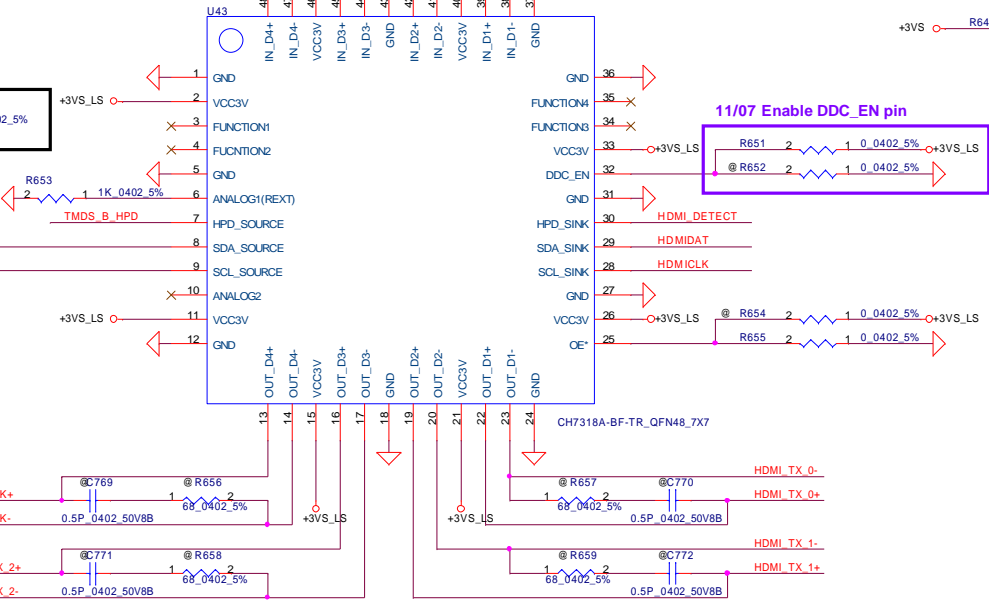 U43
IN_D4+
IN_D4-
VCC3V
IN_D3+
IN_D3-
GND
IN_D2+
IN_D2-
VCC3V
IN_D1+
IN_D1-
GND
+3VS
R64
+3VS_LS
02_5%
1 GND
2 VCC3V
3 FUNCTION1
4 FUCNTION2
5 GND
R653
2 1 1K_0402_5%
6 ANALOG1(REXT)
TMDS_B_HPD
7 HPD_SOURCE
8 SDA_SOURCE
9 SCL_SOURCE
10 ANALOG2
+3VS_LS
11 VCC3V
12 GND
GND 36
FUNCTION4 35
FUNCTION3 34
VCC3V 33 +3VS_LS
DDC_EN 32
GND 31
HPD_SINK 30 HDMI_DETECT
SDA_SINK 29 HDMIDAT
SCL_SINK 28 HDMICLK
GND 27
VCC3V 26 +3VS_LS
OE* 25
11/07 Enable DDC_EN pin
R651 2 1 0_0402_5% +3VS_LS
@ R652 2 1 0_0402_5%
@ R654 2 1 0_0402_5% +3VS_LS
R655 2 1 0_0402_5%
OUT_D4+
OUT_D4-
VCC3V
OUT_D3+
OUT_D3-
GND
OUT_D2+
OUT_D2-
VCC3V
OUT_D1+
OUT_D1-
GND
13
14
15
16
17
18
19
20
21
22
23
24
CH7318A-BF-TR_QFN48_7X7
K+
@C769
1 @ R656 2
68_0402_5%
K-
0.5P_0402_50V8B
+3VS_LS
+3VS_LS
HDMI_TX_0-
1 @ R657 2
68_0402_5%
@C770
HDMI_TX_0+
0.5P_0402_50V8B
X_2+
@C771
1 @ R658 2
68_0402_5%
X_2-
0.5P_0402_50V8B
HDMI_TX_1-
1 @ R659 2
68_0402_5%
@C772
HDMI_TX_1+
0.5P_0402_50V8B